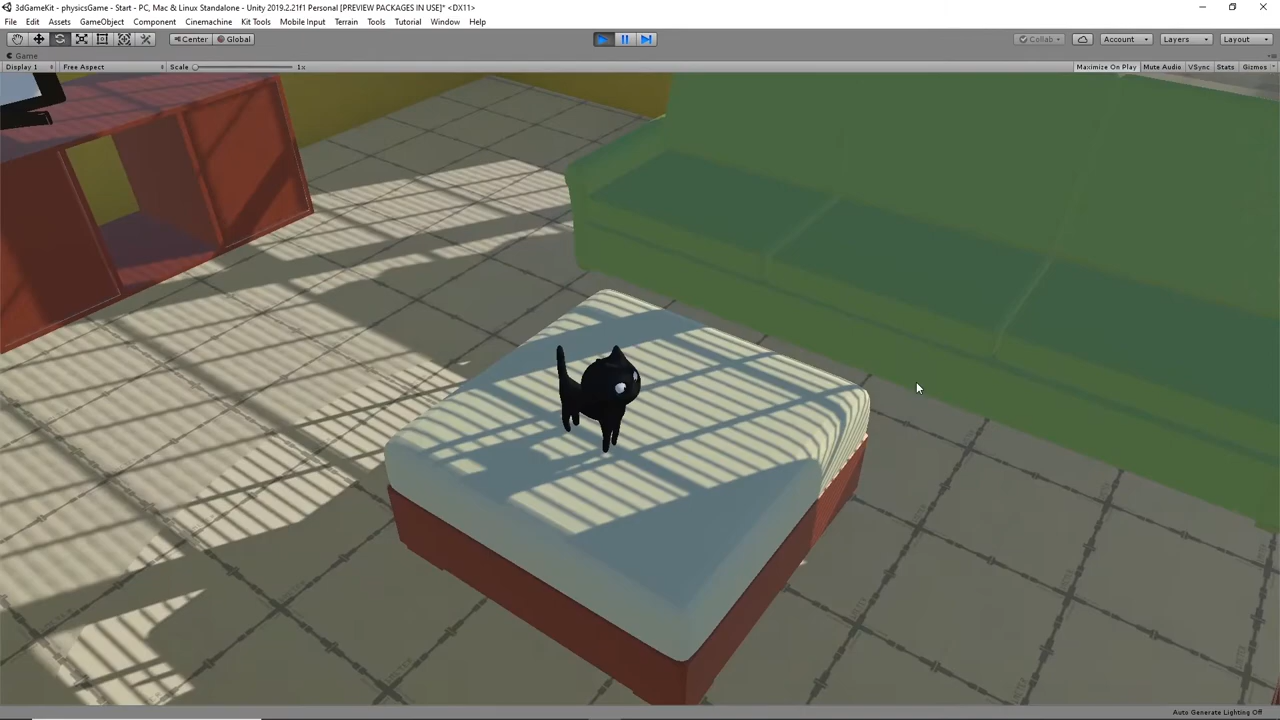 3dGameKit - physicsGame - Start - PC, Mac & Linux Standalone - Unity 2019.2.21f1 Personal [PREVIEW PACKAGES IN USE]* <DX11>
File Edit Assets GameObject Component Cinemachine Kit Tools Mobile Input Terrain Tools Tutorial Window Help
Center Global Collab Account Layers Layout
Game
Display 1 Free Aspect Scale 1x Maximize On Play Mute Audio VSync Stats Gizmos
Auto Generate Lighting Off